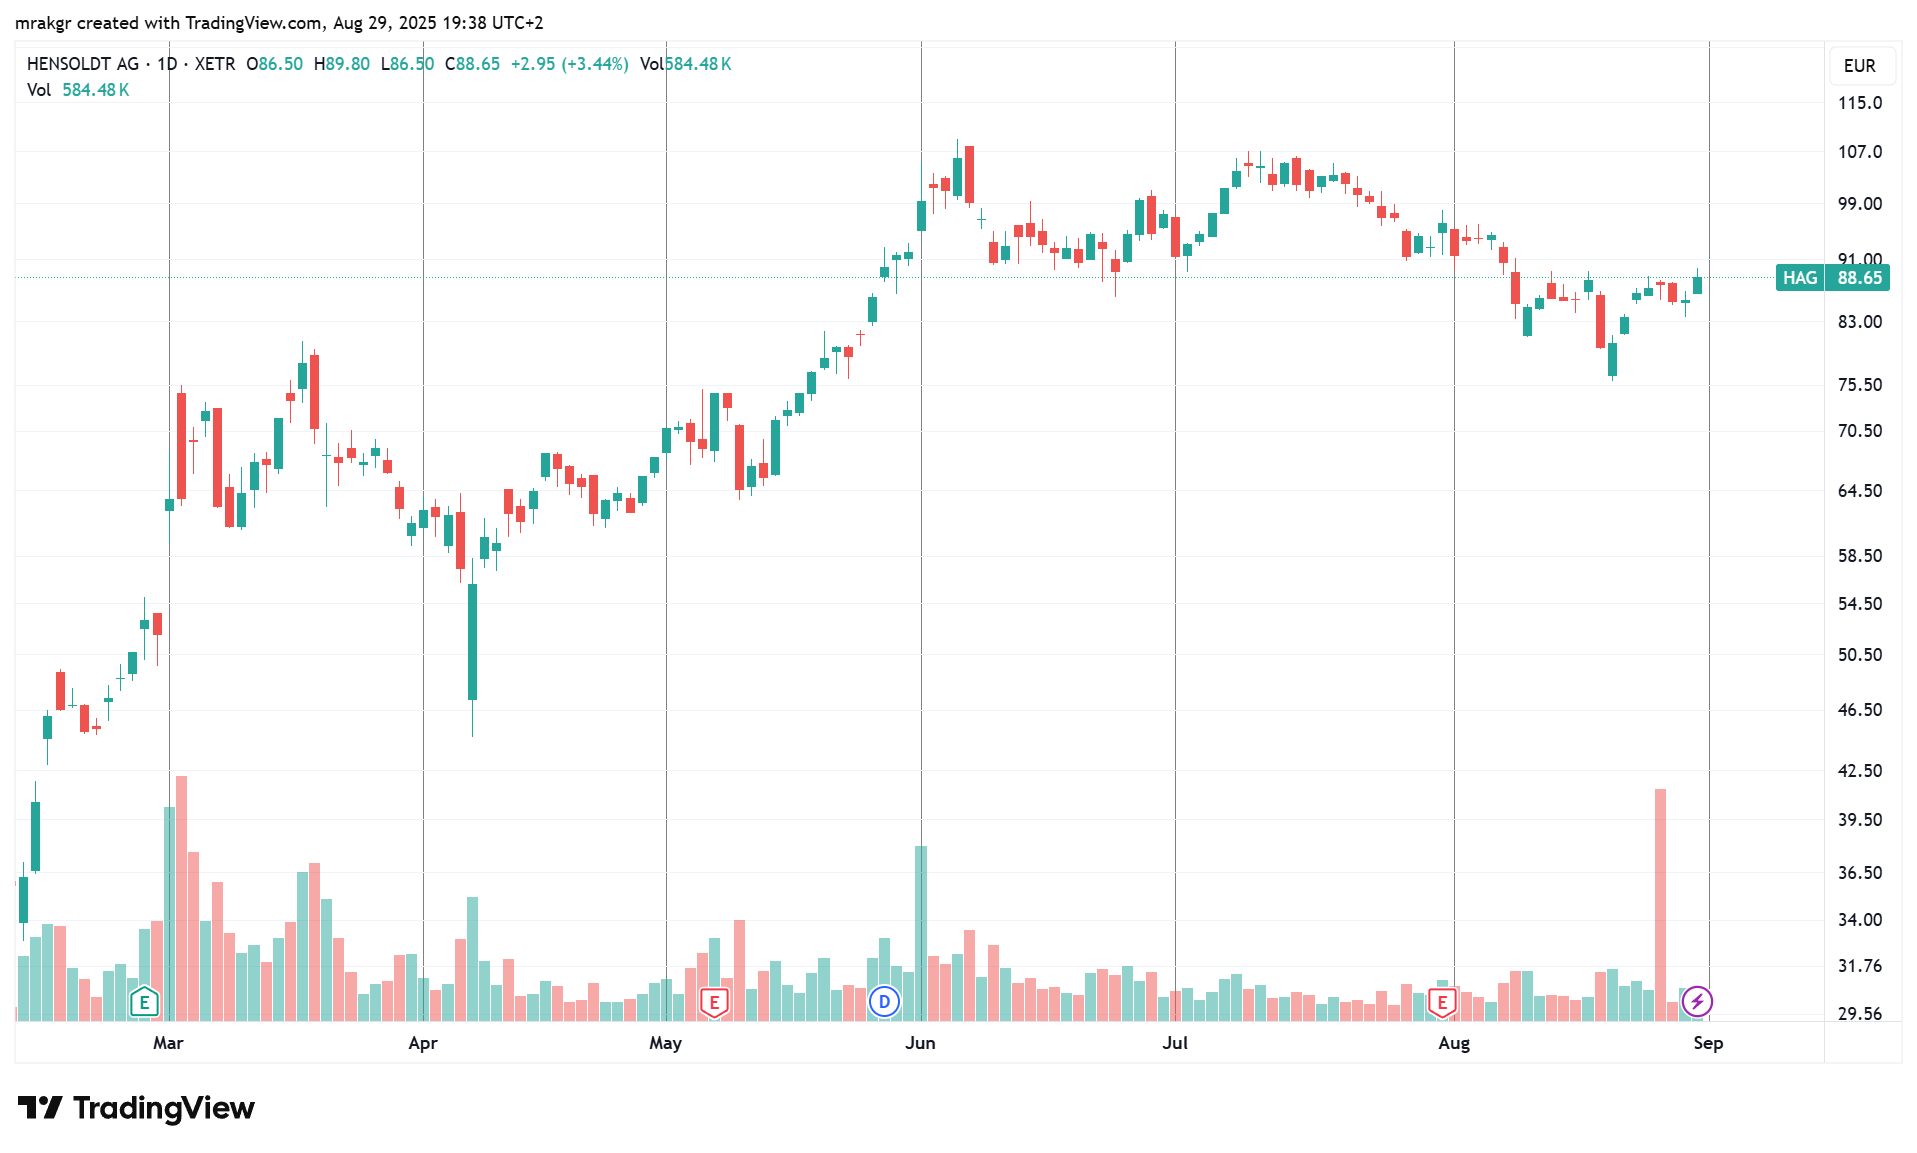 mrakgr created with TradingView.com, Aug 29, 2025 19:38 UTC+2
HENSOLDT AG · 1D · XETR O86.50 H89.80 L86.50 C88.65 +2.95 (+3.44%) Vol584.48K
Vol 584.48K
EUR
115.0
107.0
99.00
91.00
HAG 88.65
83.00
75.50
70.50
64.50
58.50
54.50
50.50
46.50
42.50
39.50
36.50
34.00
31.76
29.56
E E D E
Mar Apr May Jun Jul Aug Sep
TradingView